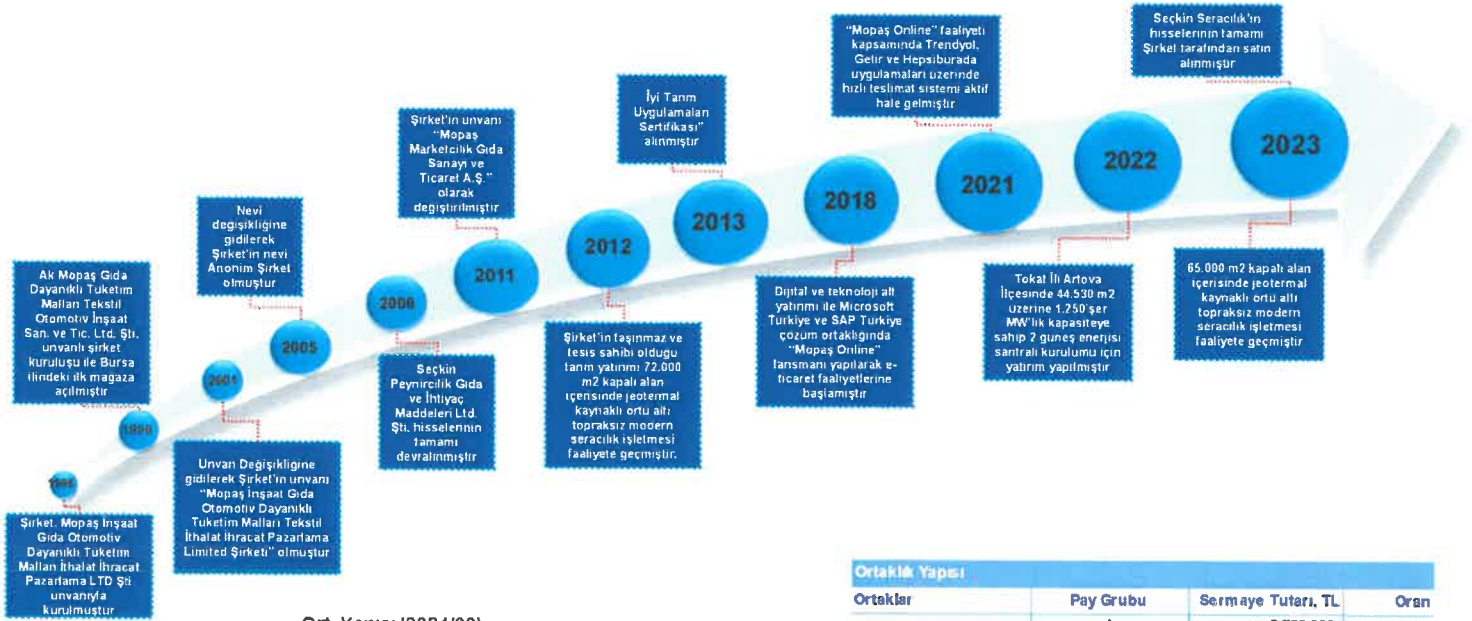 Seçkin Seracılık'ın
hisselerinin tamamı
Şirket tarafından satın
alınmıştır
"Mopaş Online" faaliyeti
kapsamında Trendyol,
Getir ve Hepsiburada
uygulamaları üzerinde
hızlı teslimat sistemi aktif
hale gelmiştir
İyi Tarım
Uygulamaları
Sertifikası"
alınmıştır
Şirket'in unvanı
"Mopaş
Marketcilik Gıda
Sanayi ve
Ticaret A.Ş."
olarak
değiştirilmiştir
Nevi
değişikliğine
gidilerek
Şirket'in nevi
Anonim Şirket
olmuştur
Ak Mopaş Gıda
Dayanıklı Tüketim
Malları Tekstil
Otomotiv İnşaat
San. ve Tic. Ltd. Şti.
unvanlı şirket
kuruluşu ile Bursa
ilindeki ilk mağaza
açılmıştır
2001
2005
2006
2011
2012
2013
2018
2021
2022
2023
Şirket, Mopaş İnşaat
Gıda Otomotiv
Dayanıklı Tüketim
Malları İthalat İhracat
Pazarlama LTD Şti
unvanıyla
kurulmuştur
Unvan Değişikligine
gidilerek Şirket'in unvanı
"Mopaş İnşaat Gıda
Otomotiv Dayanıklı
Tüketim Malları Tekstil
İthalat İhracat Pazarlama
Limited Şirketi" olmuştur
Seçkin
Peynircilik Gıda
ve İhtiyaç
Maddeleri Ltd.
Şti. hisselerinin
tamamı
devralınmıştır
Şirket'in taşınmaz ve
tesis sahibi olduğu
tarım yatırımı 72.000
m2 kapalı alan
içerisinde jeotermal
kaynaklı örtü altı
topraksız modern
seracılık işletmesi
faaliyete geçmiştir.
Dijital ve teknoloji alt
yatırımı ile Microsoft
Türkiye ve SAP Türkiye
çözüm ortaklığında
"Mopaş Online"
lansmanı yapılarak e-
ticaret faaliyetlerine
başlamıştır
Tokat İli Artova
İlçesinde 44.530 m2
üzerine 1.250'şer
MW'lık kapasiteye
sahip 2 güneş enerjisi
santralı kurulumu için
yatırım yapılmıştır
65.000 m2 kapalı alan
içerisinde jeotermal
kaynaklı örtü altı
topraksız modern
seracılık işletmesi
faaliyete geçmiştir
Ortaklık Yapısı
Ortaklar Pay Grubu Sermaye Tutarı, TL Oran